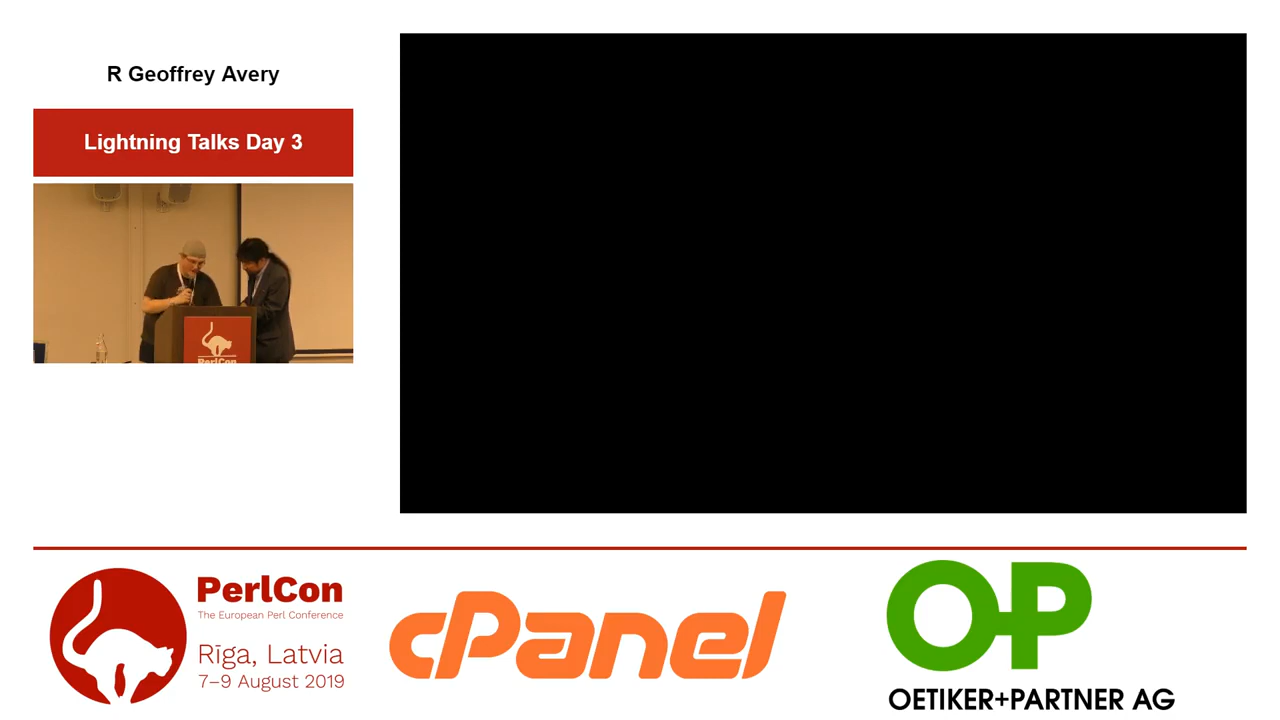 R Geoffrey Avery
Lightning Talks Day 3
PerlCon
PerlCon
The European Perl Conference
Rīga, Latvia
7–9 August 2019
cPanel
O+P
OETIKER+PARTNER AG